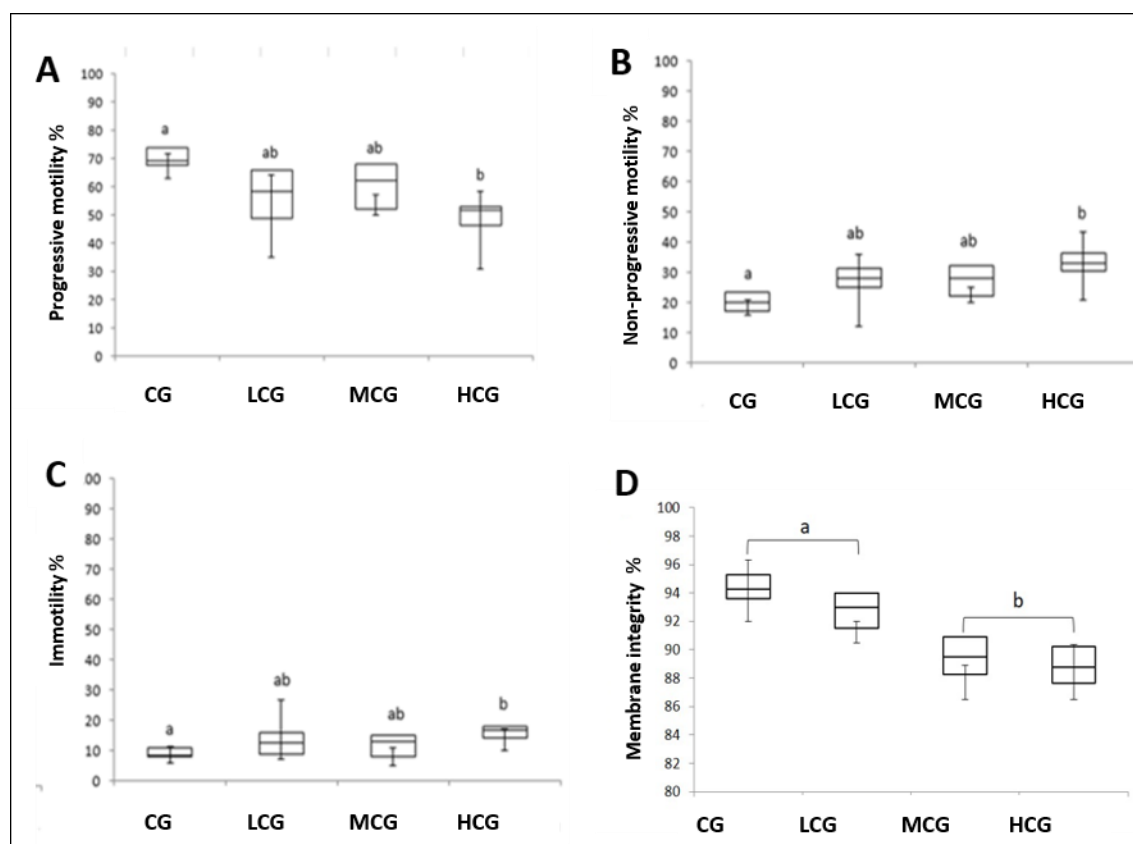 A
Progressive motility %
100
90
80
70
60
50
40
30
20
10
0
a
ab
ab
b
CG LCG MCG HCG
B
Non-progressive motility %
100
90
80
70
60
50
40
30
20
10
0
a
ab
ab
b
CG LCG MCG HCG
C
Immotility %
00
90
80
70
60
50
40
30
20
10
0
a
ab
ab
b
CG LCG MCG HCG
D
Membrane integrity %
100
98
96
94
92
90
88
86
84
82
80
a
b
CG LCG MCG HCG